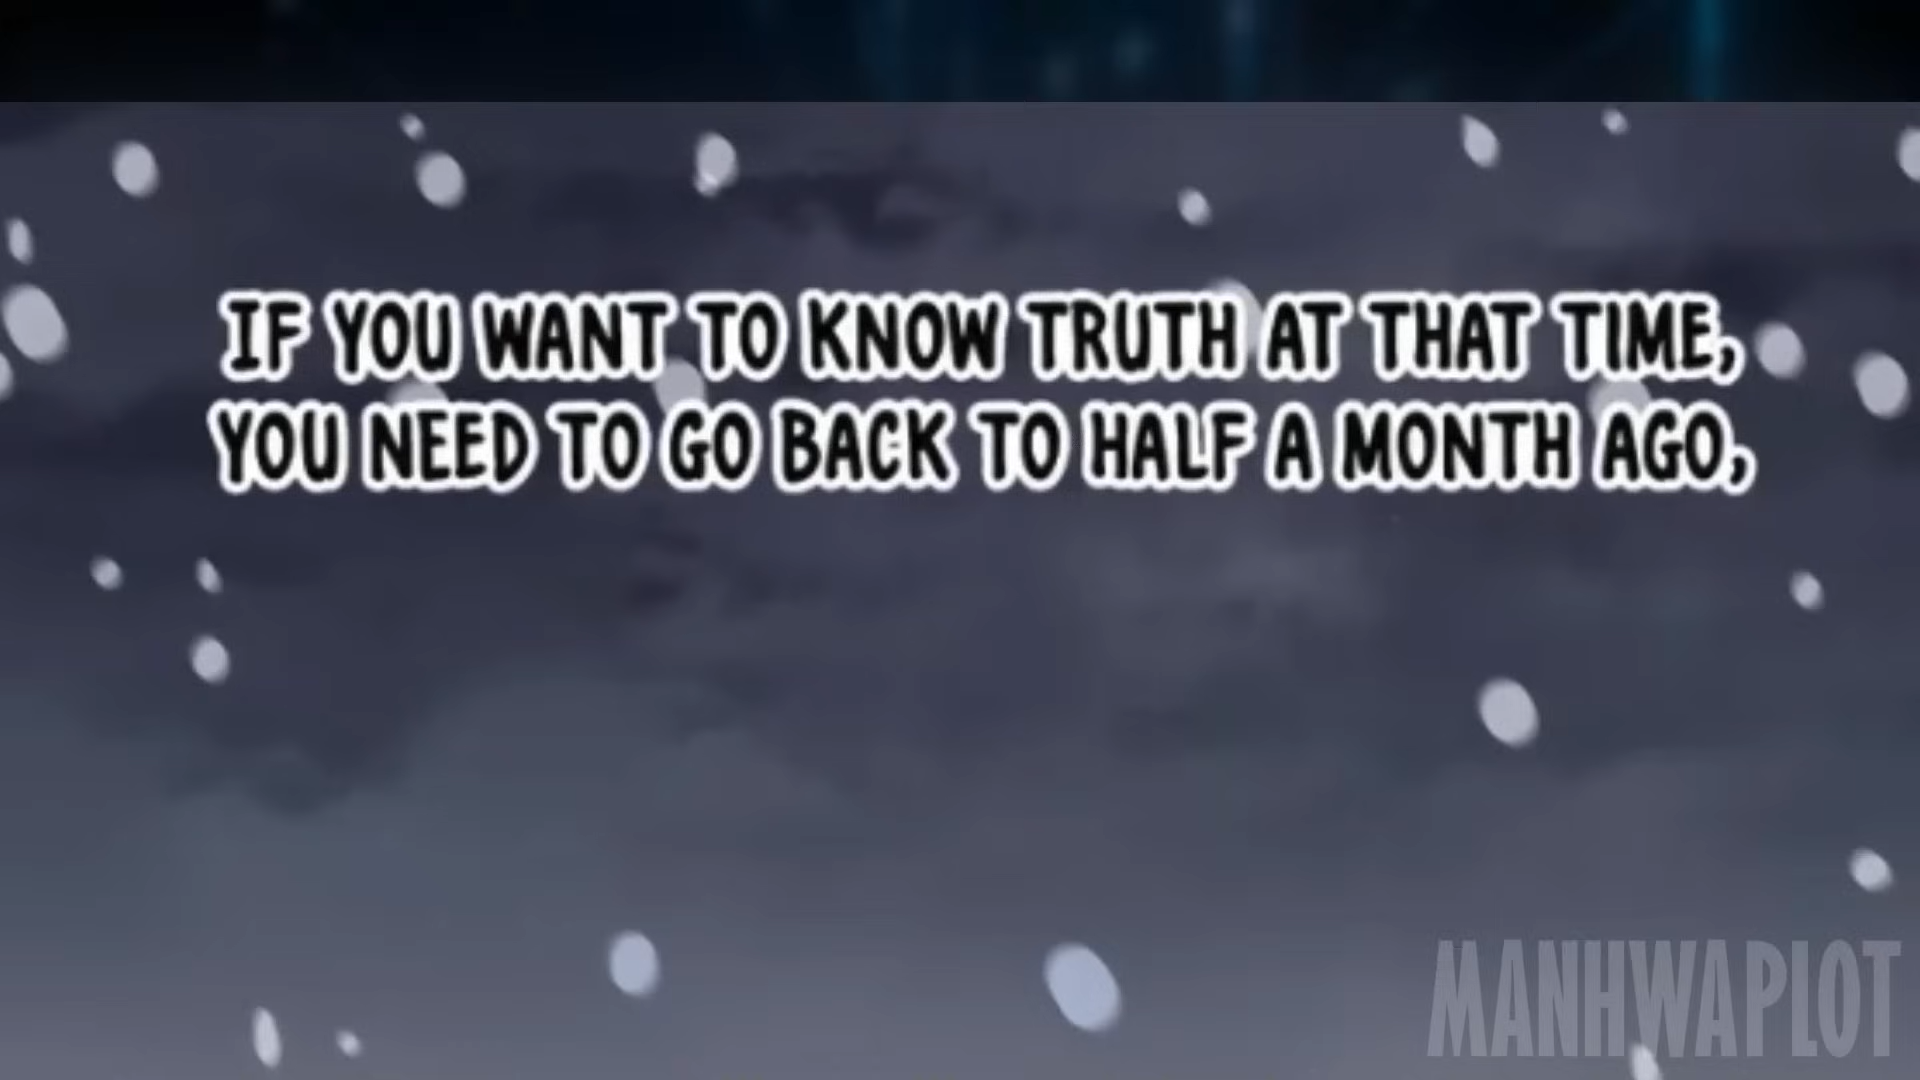 IF YOU WANT TO KNOW TRUTH AT THAT TIME,
YOU NEED TO GO BACK TO HALF A MONTH AGO,
MANHWAPLOT